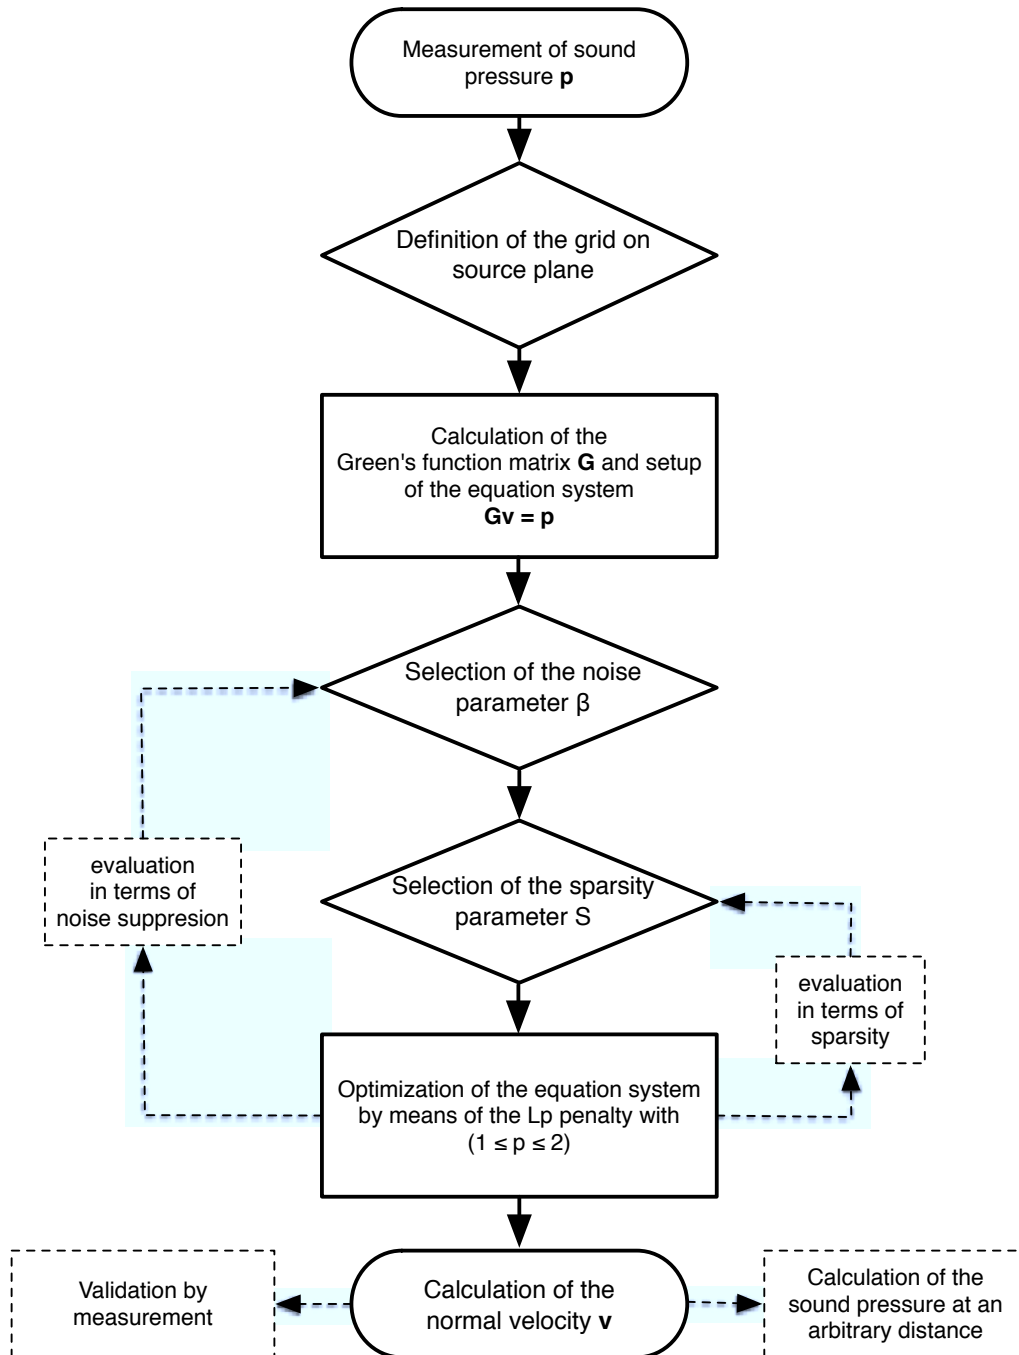 Measurement of sound
pressure p
Definition of the grid on
source plane
Calculation of the
Green's function matrix G and setup
of the equation system
Gv = p
Selection of the noise
parameter β
evaluation
in terms of
noise suppresion
Selection of the sparsity
parameter S
evaluation
in terms of
sparsity
Optimization of the equation system
by means of the Lp penalty with
(1 ≤ p ≤ 2)
Validation by
measurement
Calculation of the
normal velocity v
Calculation of the
sound pressure at an
arbitrary distance